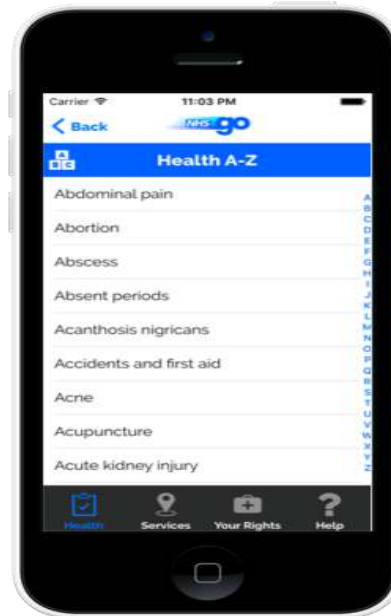 Carrier 11:03 PM
Back NHS go
A B C Health A-Z
Abdominal pain
Abortion
Abscess
Absent periods
Acanthosis nigricans
Accidents and first aid
Acne
Acupuncture
Acute kidney injury
A
B
C
D
E
F
G
H
I
J
K
L
M
N
O
P
Q
R
S
T
U
V
W
X
Y
Z
Health Services Your Rights Help